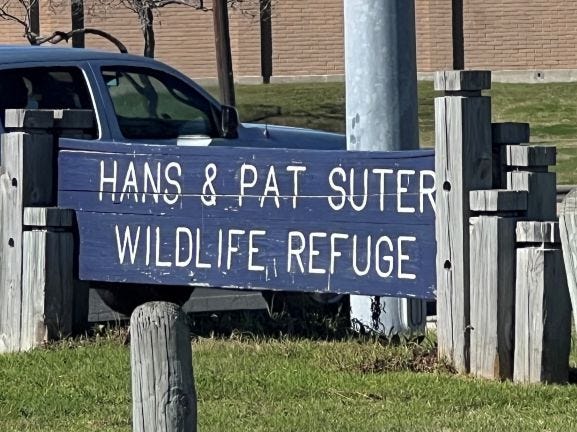 HANS & PAT SUTER
WILDLIFE REFUGE